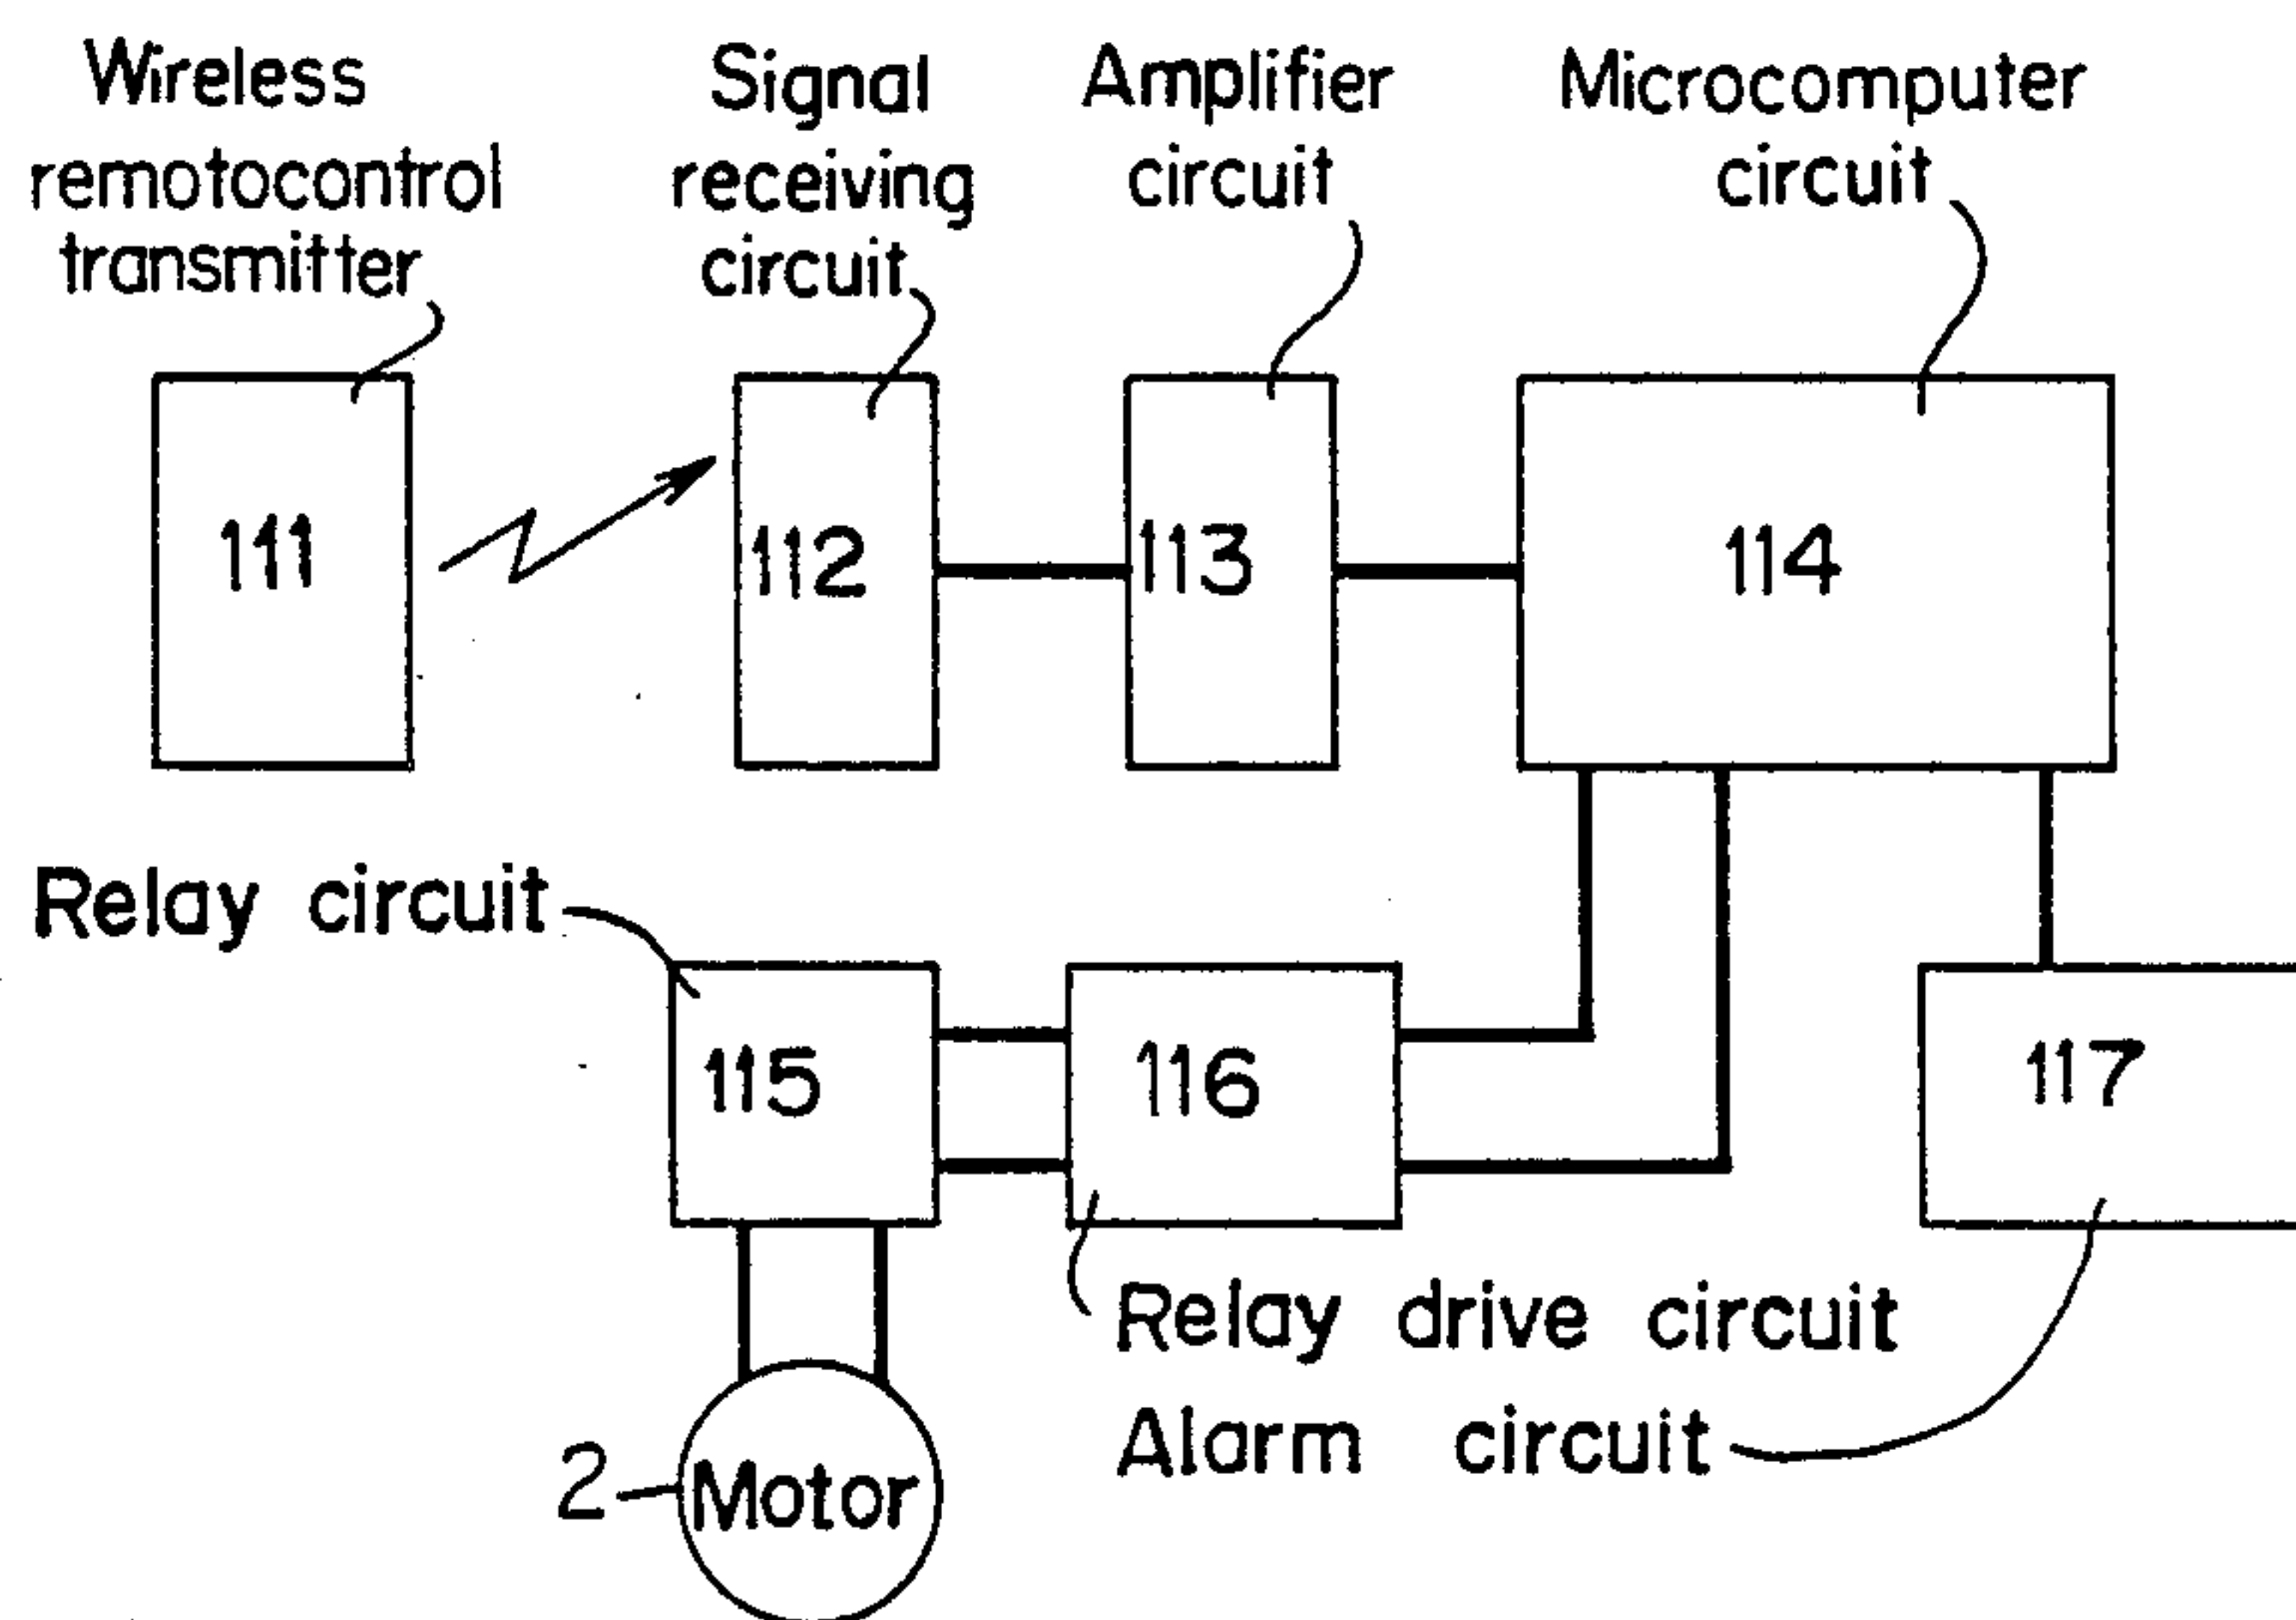 Wireless
remotocontrol
transmitter
Signal
receiving
circuit
Amplifier
circuit
Microcomputer
circuit
111
112
113
114
Relay circuit
115
116
117
Relay drive circuit
Alarm circuit
2
Motor